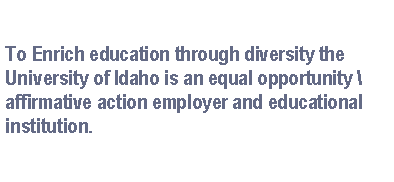 To Enrich education through diversity the
University of Idaho is an equal opportunity \
affirmative action employer and educational
institution.